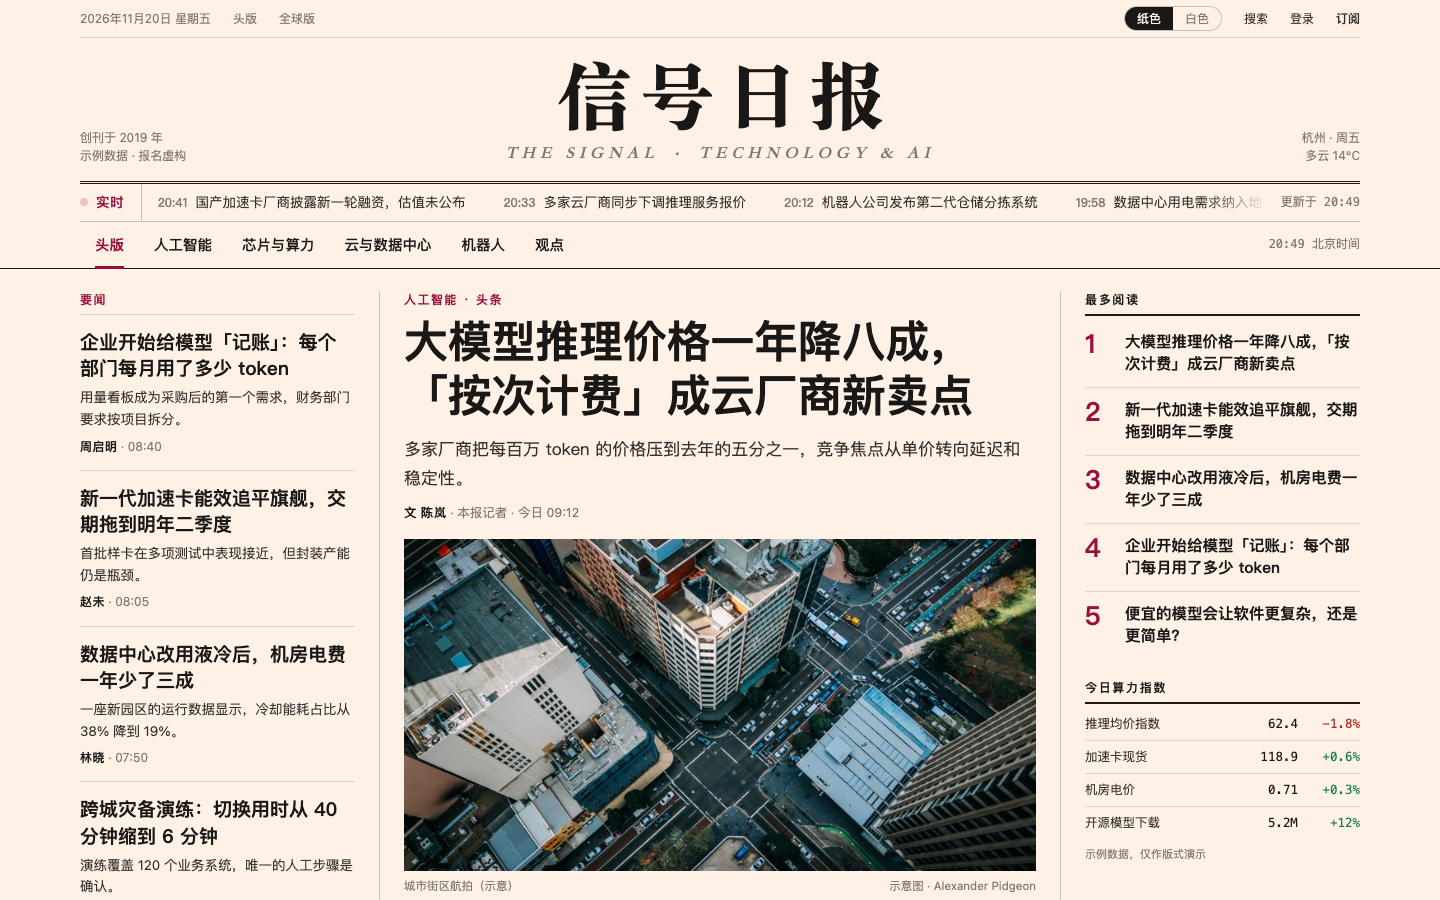 2026年11月20日 星期五 头版 全球版 纸色 白色 搜索 登录 订阅
信号日报
THE SIGNAL · TECHNOLOGY & AI
创刊于 2019 年
示例数据 · 报名虚构
杭州 · 周五
多云 14°C
实时 20:41 国产加速卡厂商披露新一轮融资，估值未公布 20:33 多家云厂商同步下调推理服务报价 20:12 机器人公司发布第二代仓储分拣系统 19:58 数据中心用电需求纳入地 更新于 20:49
头版 人工智能 芯片与算力 云与数据中心 机器人 观点 20:49 北京时间
要闻
企业开始给模型「记账」：每个
部门每月用了多少 token
用量看板成为采购后的第一个需求，财务部门
要求按项目拆分。
周启明 · 08:40
新一代加速卡能效追平旗舰，交
期拖到明年二季度
首批样卡在多项测试中表现接近，但封装产能
仍是瓶颈。
赵未 · 08:05
数据中心改用液冷后，机房电费
一年少了三成
一座新园区的运行数据显示，冷却能耗占比从
38% 降到 19%。
林晓 · 07:50
跨城灾备演练：切换用时从 40
分钟缩到 6 分钟
演练覆盖 120 个业务系统，唯一的人工步骤是
确认。
人工智能 · 头条
大模型推理价格一年降八成，
「按次计费」成云厂商新卖点
多家厂商把每百万 token 的价格压到去年的五分之一，竞争焦点从单价转向延迟和
稳定性。
文 陈岚 · 本报记者 · 今日 09:12
城市街区航拍（示意） 示意图 · Alexander Pidgeon
最多阅读
1 大模型推理价格一年降八成，「按
次计费」成云厂商新卖点
2 新一代加速卡能效追平旗舰，交期
拖到明年二季度
3 数据中心改用液冷后，机房电费一
年少了三成
4 企业开始给模型「记账」：每个部
门每月用了多少 token
5 便宜的模型会让软件更复杂，还是
更简单？
今日算力指数
推理均价指数 62.4 −1.8%
加速卡现货 118.9 +0.6%
机房电价 0.71 +0.3%
开源模型下载 5.2M +12%
示例数据，仅作版式演示